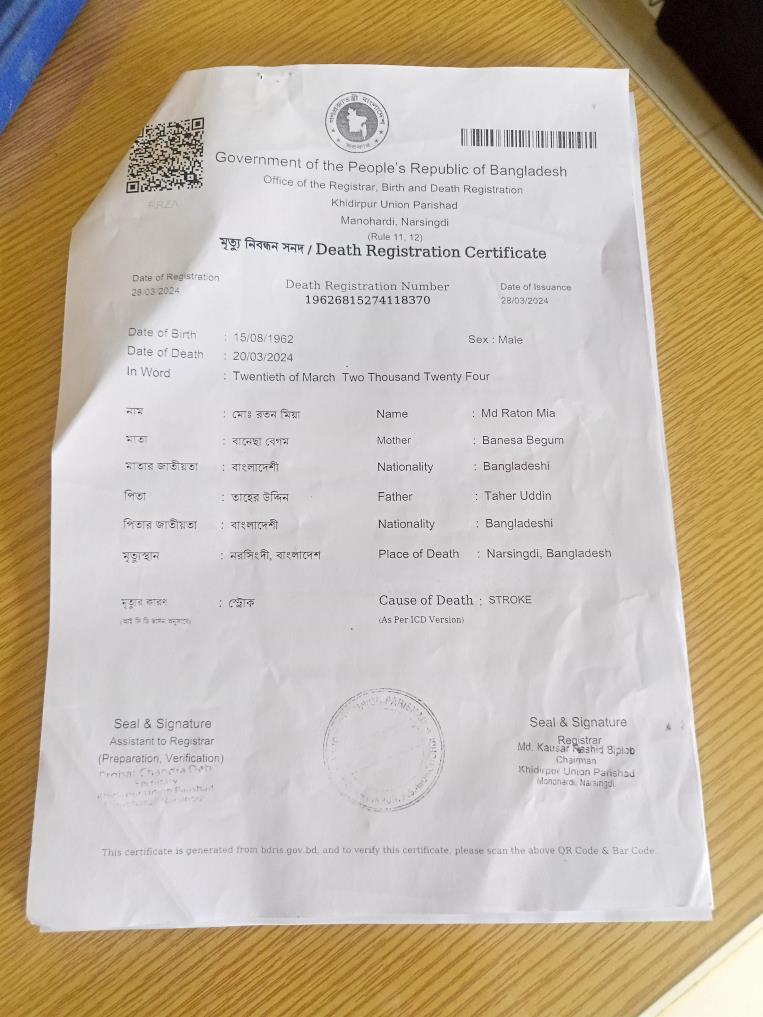 গণপ্রজাতন্ত্রী বাংলাদেশ
সরকার
Government of the People's Republic of Bangladesh
Office of the Registrar, Birth and Death Registration
Khidirpur Union Parishad
Manohardi, Narsingdi
(Rule 11, 12)
মৃত্যু নিবন্ধন সনদ / Death Registration Certificate
Date of Registration
28/03/2024
Death Registration Number
19626815274118370
Date of Issuance
28/03/2024
Date of Birth : 15/08/1962 Sex : Male
Date of Death : 20/03/2024
In Word : Twentieth of March Two Thousand Twenty Four
নাম : মোঃ রতন মিয়া Name : Md Raton Mia
মাতা : বানেছা বেগম Mother : Banesa Begum
মাতার জাতীয়তা : বাংলাদেশী Nationality : Bangladeshi
পিতা : তাহের উদ্দিন Father : Taher Uddin
পিতার জাতীয়তা : বাংলাদেশী Nationality : Bangladeshi
মৃত্যুস্থান : নরসিংদী, বাংলাদেশ Place of Death : Narsingdi, Bangladesh
মৃত্যুর কারণ : স্ট্রোক Cause of Death : STROKE
(As Per ICD Version)
Seal & Signature
Assistant to Registrar
(Preparation, Verification)
Seal & Signature
Registrar
Md. Kausar Rashid Biplob
Chairman
Khidirpur Union Parishad
Monohardi, Narsingdi.
This certificate is generated from bdris.gov.bd, and to verify this certificate, please scan the above QR Code & Bar Code.